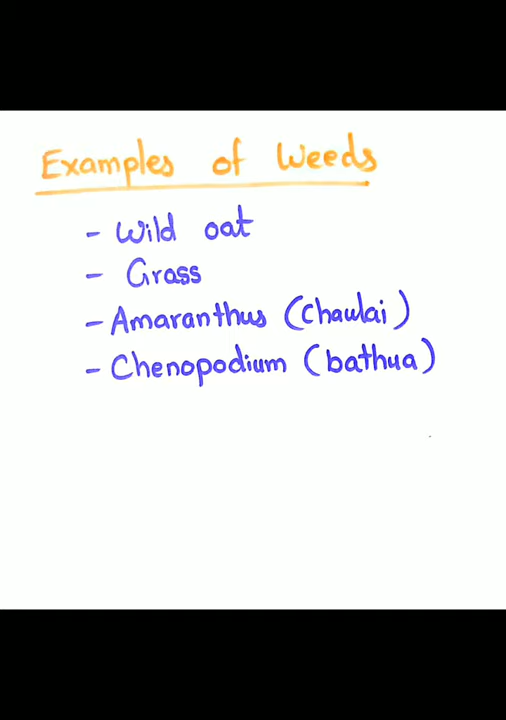 Examples of Weeds
- Wild oat
- Grass
- Amaranthus (Chaulai)
- Chenopodium (bathua)